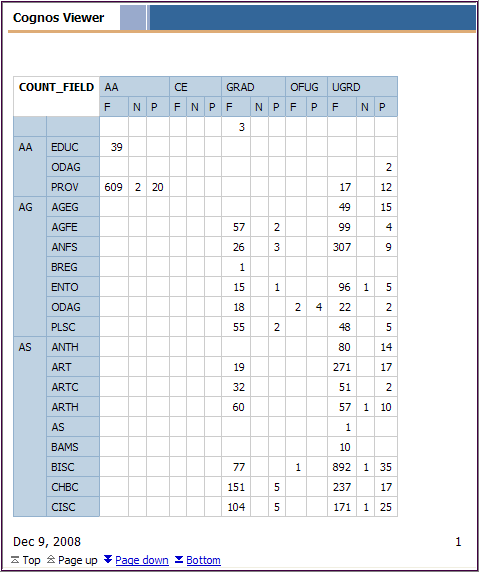 Cognos Viewer
COUNT_FIELD AA CE GRAD OFUG UGRD
F N P F N P F N P F P F N P
3
AA EDUC 39
ODAG 2
PROV 609 2 20 17 12
AG AGEG 49 15
AGFE 57 2 99 4
ANFS 26 3 307 9
BREG 1
ENTO 15 1 96 1 5
ODAG 18 2 4 22 2
PLSC 55 2 48 5
AS ANTH 80 14
ART 19 271 17
ARTC 32 51 2
ARTH 60 57 1 10
AS 1
BAMS 10
BISC 77 1 892 1 35
CHBC 151 5 237 17
CISC 104 5 171 1 25
Dec 9, 2008 1
Top Page up Page down Bottom